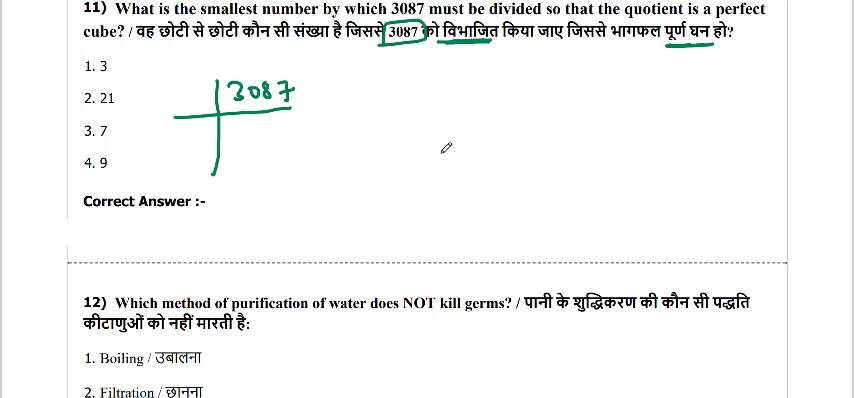 11) What is the smallest number by which 3087 must be divided so that the quotient is a perfect
cube? / वह छोटी से छोटी कौन सी संख्या है जिससे 3087 को विभाजित किया जाए जिससे भागफल पूर्ण घन हो?
1. 3
3087
2. 21
3. 7
4. 9
Correct Answer :-
12) Which method of purification of water does NOT kill germs? / पानी के शुद्धिकरण की कौन सी पद्धति
कीटाणुओं को नहीं मारती है:
1. Boiling / उबालना
2. Filtration / छानना